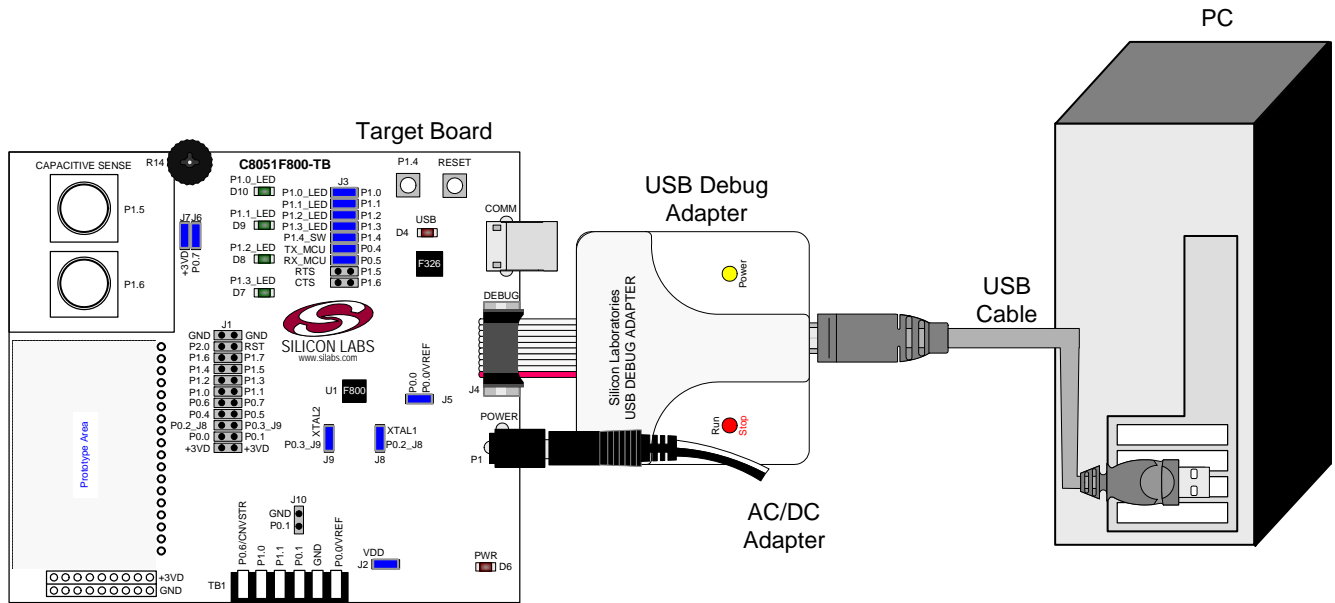 PC
Target Board
CAPACITIVE SENSE
R14
C8051F800-TB
P1.4
RESET
P1.5
P1.6
J7
J6
+3VD
P0.7
P1.0_LED
D10
P1.1_LED
D9
P1.2_LED
D8
P1.3_LED
D7
J3
P1.0_LED P1.0
P1.1_LED P1.1
P1.2_LED P1.2
P1.3_LED P1.3
P1.4_SW P1.4
TX_MCU P0.4
RX_MCU P0.5
RTS P1.5
CTS P1.6
USB
D4
F326
COMM
USB Debug
Adapter
Power
Silicon Laboratories
USB DEBUG ADAPTER
Run
Stop
USB
Cable
DEBUG
J4
SILICON LABS
www.silabs.com
J1
GND GND
P2.0 RST
P1.6 P1.7
P1.4 P1.5
P1.2 P1.3
P1.0 P1.1
P0.6 P0.7
P0.4 P0.5
P0.2_J8 P0.3_J9
P0.0 P0.1
+3VD +3VD
Prototype Area
U1
F800
P0.0
P0.0/VREF
J5
XTAL2
P0.3_J9
J9
XTAL1
P0.2_J8
J8
POWER
P1
AC/DC
Adapter
J10
GND
P0.1
P0.6/CNVSTR
P1.0
P1.1
P0.1
GND
P0.0/VREF
TB1
VDD
J2
PWR
D6
+3VD
GND